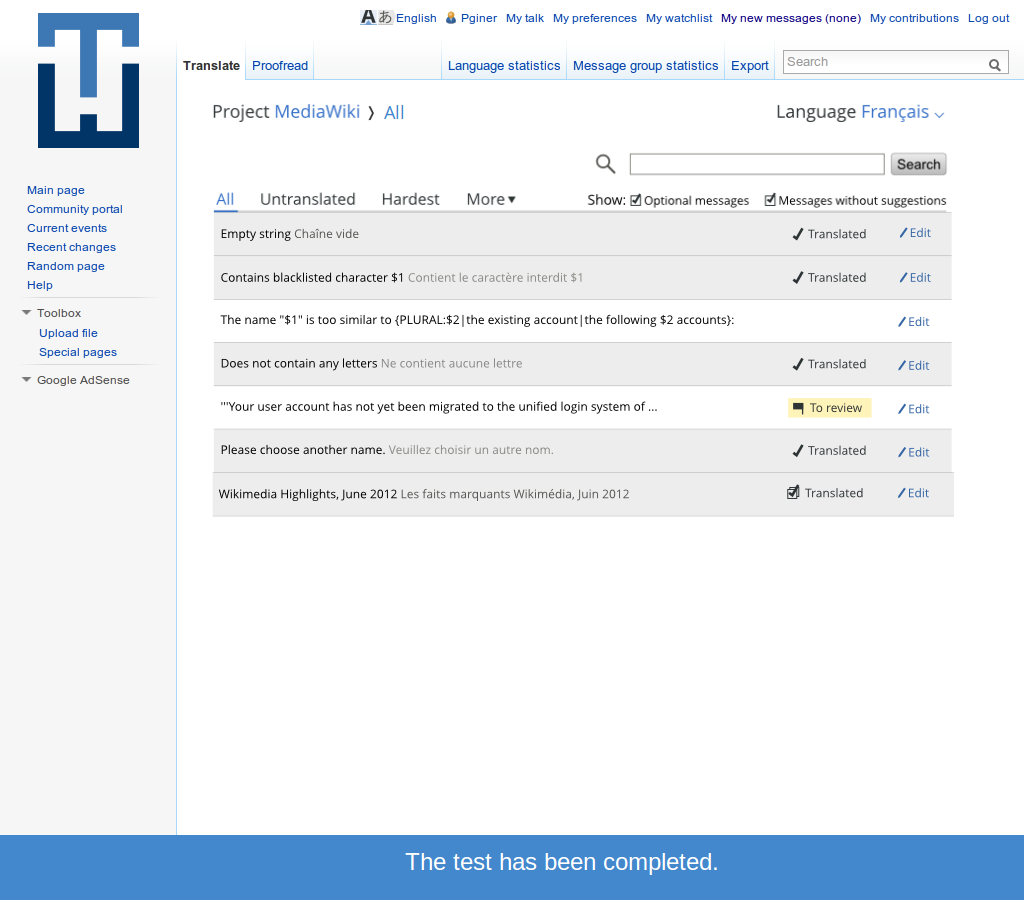 Aあ English Pginer My talk My preferences My watchlist My new messages (none) My contributions Log out
Translate Proofread Language statistics Message group statistics Export Search
Project MediaWiki ❭ All Language Français
Search
Main page
Community portal
Current events
Recent changes
Random page
Help
Toolbox
Upload file
Special pages
Google AdSense
All Untranslated Hardest More Show: Optional messages Messages without suggestions
Empty string Chaîne vide Translated Edit
Contains blacklisted character $1 Contient le caractère interdit $1 Translated Edit
The name "$1" is too similar to {PLURAL:$2|the existing account|the following $2 accounts}: Edit
Does not contain any letters Ne contient aucune lettre Translated Edit
'''Your user account has not yet been migrated to the unified login system of ... To review Edit
Please choose another name. Veuillez choisir un autre nom. Translated Edit
Wikimedia Highlights, June 2012 Les faits marquants Wikimédia, Juin 2012 Translated Edit
The test has been completed.